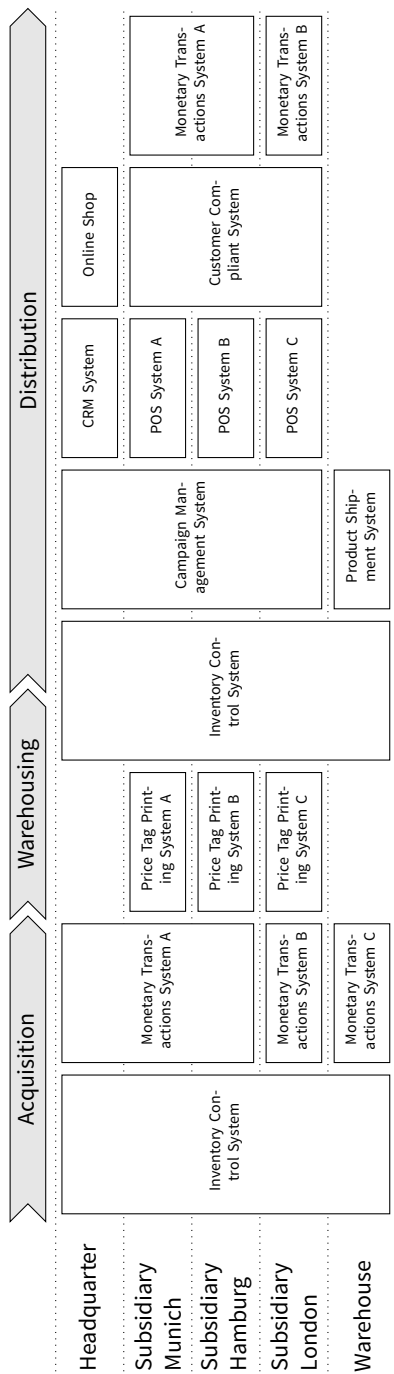 Acquisition
Warehousing
Distribution
Headquarter
Subsidiary
Munich
Subsidiary
Hamburg
Subsidiary
London
Warehouse
Inventory Con-
trol System
Monetary Trans-
actions System A
Monetary Trans-
actions System B
Monetary Trans-
actions System C
Price Tag Print-
ing System A
Price Tag Print-
ing System B
Price Tag Print-
ing System C
Inventory Con-
trol System
Campaign Man-
agement System
Product Ship-
ment System
CRM System
POS System A
POS System B
POS System C
Online Shop
Customer Com-
pliant System
Monetary Trans-
actions System A
Monetary Trans-
actions System B